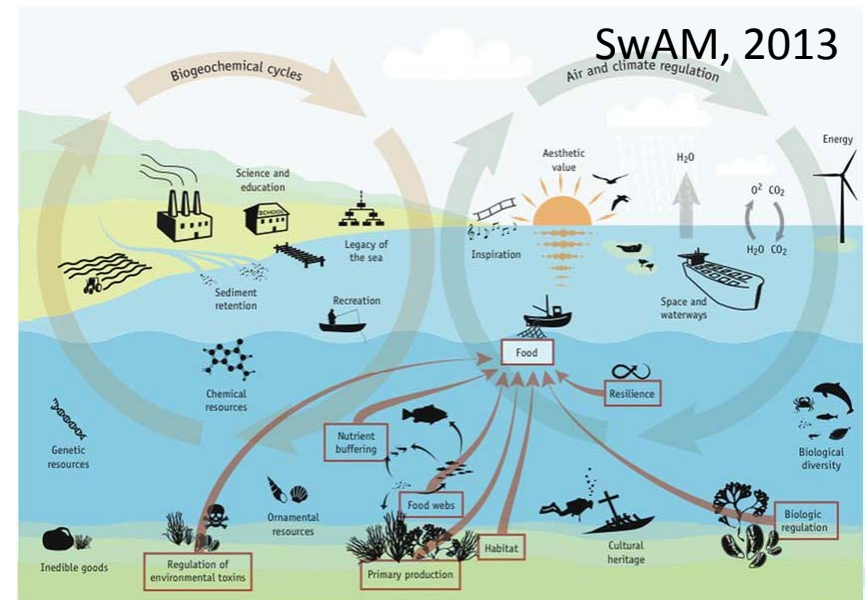 SwAM, 2013
Biogeochemical cycles
Air and climate regulation
Energy
Science and
education
Aesthetic
value
H₂O
O² CO₂
SCHOOL
Legacy of
the sea
Inspiration
H₂O CO₂
Sediment
retention
Recreation
Space and
waterways
Food
Chemical
resources
Resilience
Genetic
resources
Nutrient
buffering
Biological
diversity
Food webs
Ornamental
resources
Biologic
regulation
Inedible goods
Regulation of
environmental toxins
Primary production
Habitat
Cultural
heritage